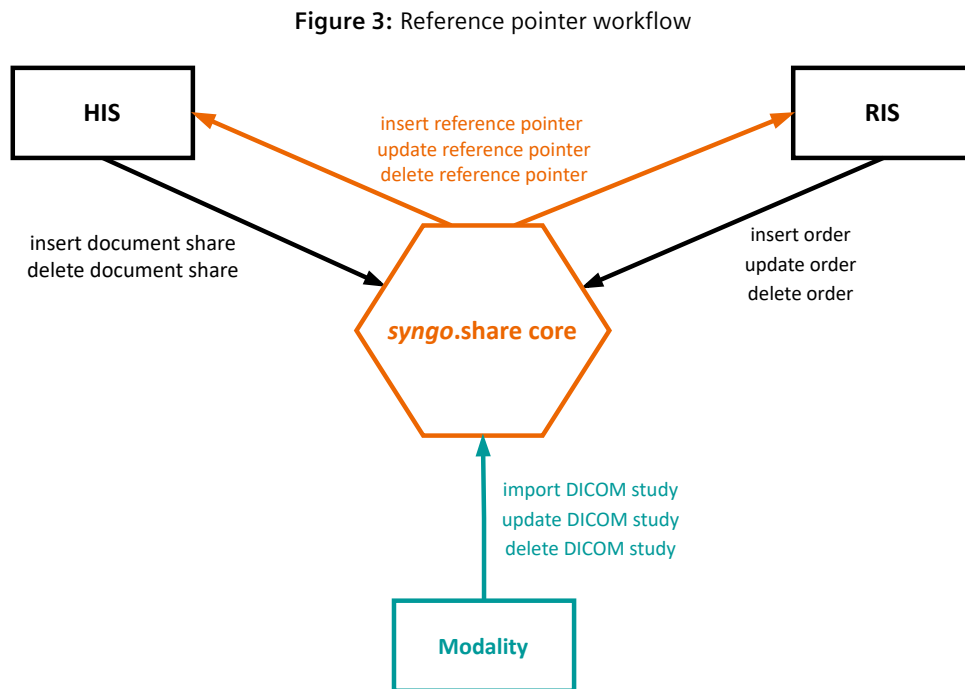 Figure 3: Reference pointer workflow
HIS
RIS
insert reference pointer
update reference pointer
delete reference pointer
insert document share
delete document share
insert order
update order
delete order
syngo.share core
import DICOM study
update DICOM study
delete DICOM study
Modality